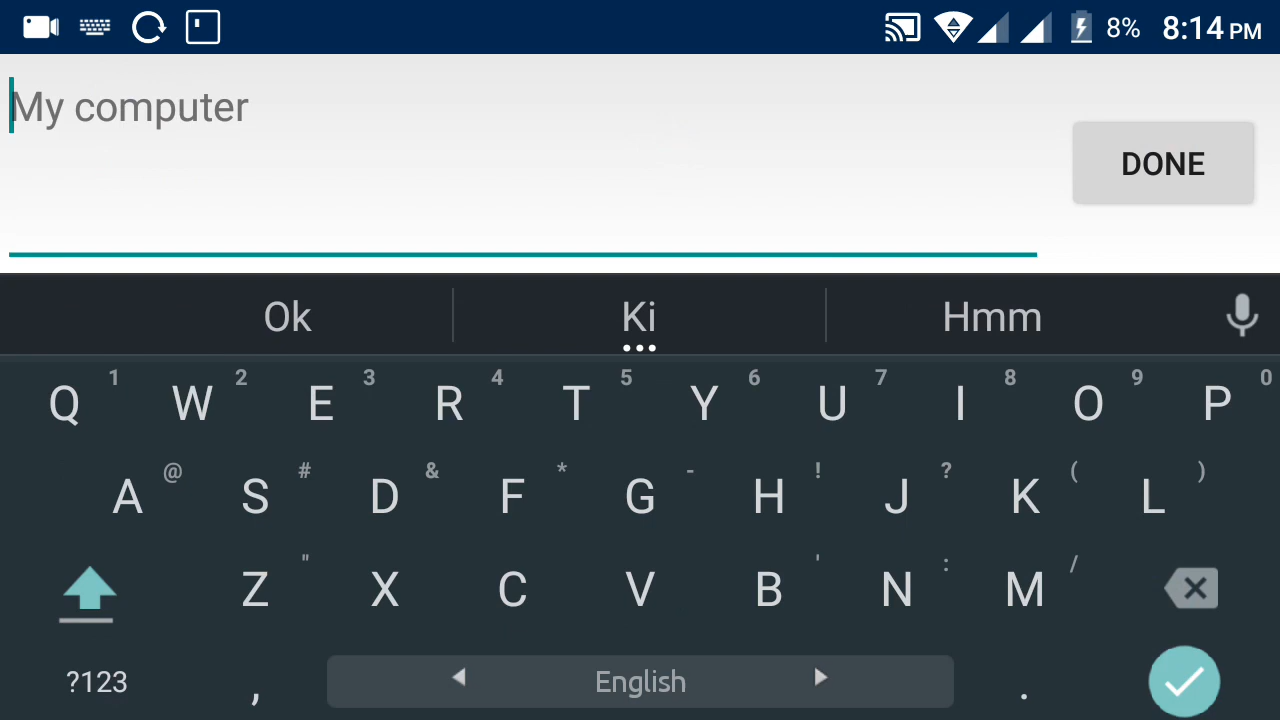 8% 8:14 PM
My computer
DONE
Ok Ki Hmm
1 2 3 4 5 6 7 8 9 0
Q W E R T Y U I O P
@ # & * - ! ? ( )
A S D F G H J K L
" ' : /
Z X C V B N M
?123 , English .